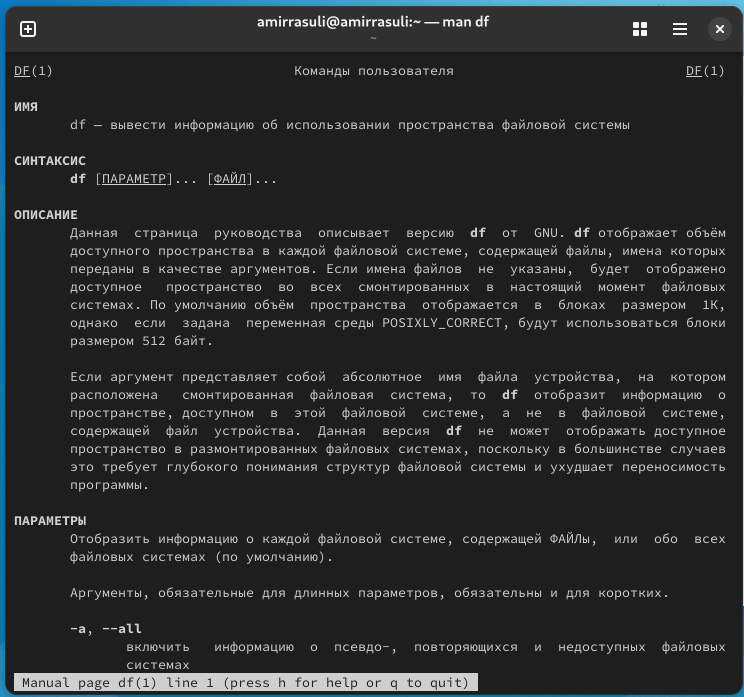 amirrasuli@amirrasuli:~ — man df
~
DF(1) Команды пользователя DF(1)
ИМЯ
df — вывести информацию об использовании пространства файловой системы
СИНТАКСИС
df [ПАРАМЕТР]... [ФАЙЛ]...
ОПИСАНИЕ
Данная страница руководства описывает версию df от GNU. df отображает объём
доступного пространства в каждой файловой системе, содержащей файлы, имена которых
переданы в качестве аргументов. Если имена файлов не указаны, будет отображено
доступное пространство во всех смонтированных в настоящий момент файловых
системах. По умолчанию объём пространства отображается в блоках размером 1K,
однако если задана переменная среды POSIXLY_CORRECT, будут использоваться блоки
размером 512 байт.
Если аргумент представляет собой абсолютное имя файла устройства, на котором
расположена смонтированная файловая система, то df отобразит информацию о
пространстве, доступном в этой файловой системе, а не в файловой системе,
содержащей файл устройства. Данная версия df не может отображать доступное
пространство в размонтированных файловых системах, поскольку в большинстве случаев
это требует глубокого понимания структур файловой системы и ухудшает переносимость
программы.
ПАРАМЕТРЫ
Отобразить информацию о каждой файловой системе, содержащей ФАЙЛы, или обо всех
файловых системах (по умолчанию).
Аргументы, обязательные для длинных параметров, обязательны и для коротких.
-a, --all
включить информацию о псевдо-, повторяющихся и недоступных файловых
системах
Manual page df(1) line 1 (press h for help or q to quit)